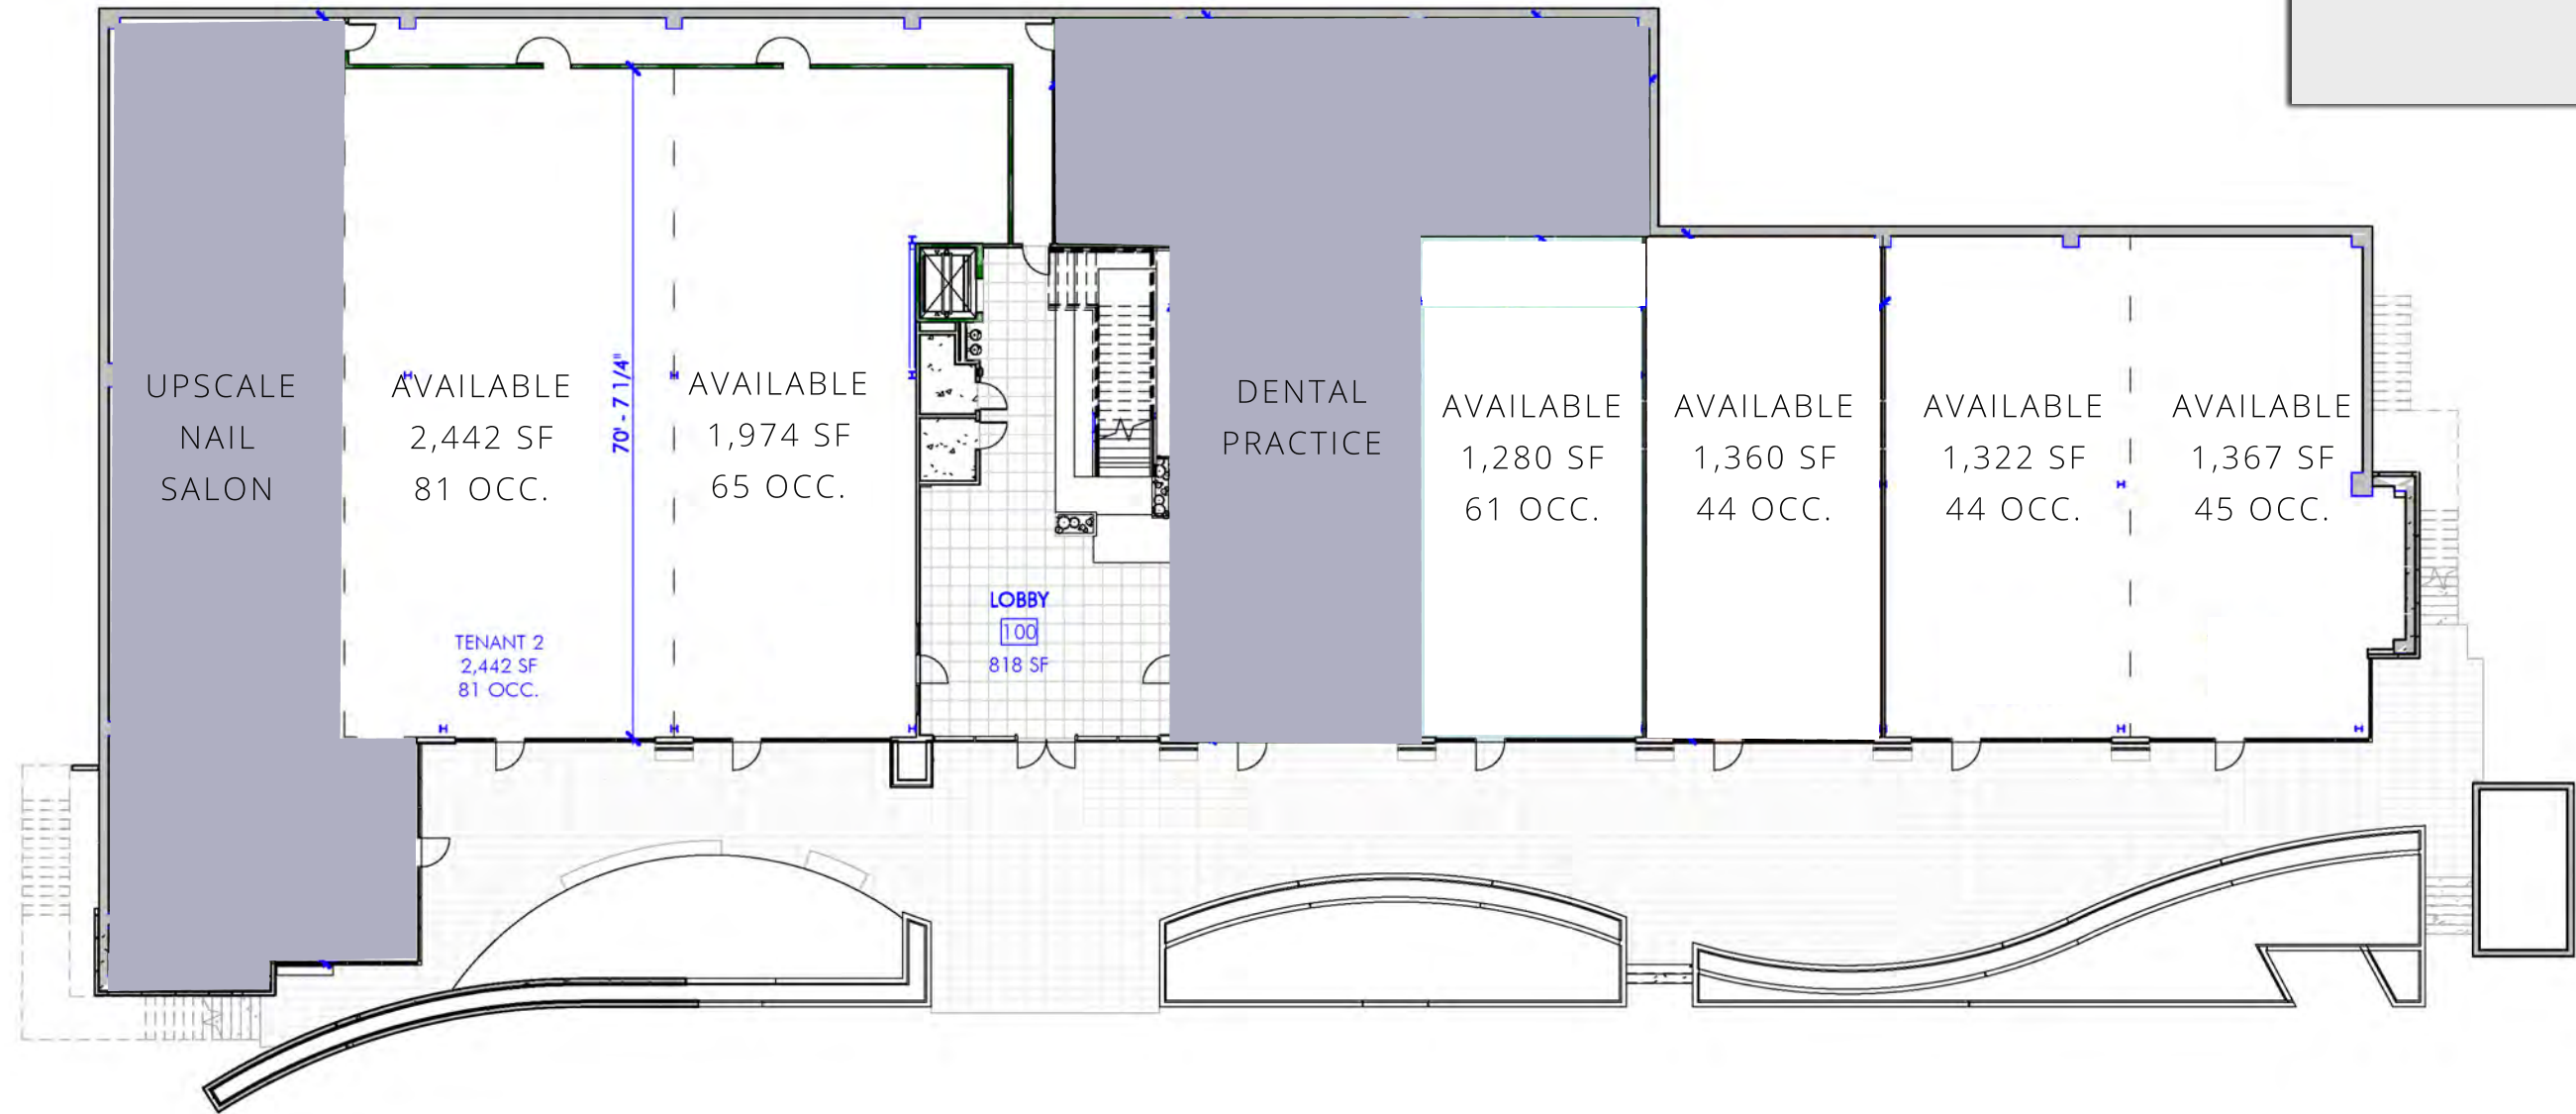 UPSCALE
NAIL
SALON
AVAILABLE
2,442 SF
81 OCC.
TENANT 2
2,442 SF
81 OCC.
70' - 7 1/4"
AVAILABLE
1,974 SF
65 OCC.
LOBBY
100
818 SF
DENTAL
PRACTICE
AVAILABLE
1,280 SF
61 OCC.
AVAILABLE
1,360 SF
44 OCC.
AVAILABLE
1,322 SF
44 OCC.
AVAILABLE
1,367 SF
45 OCC.